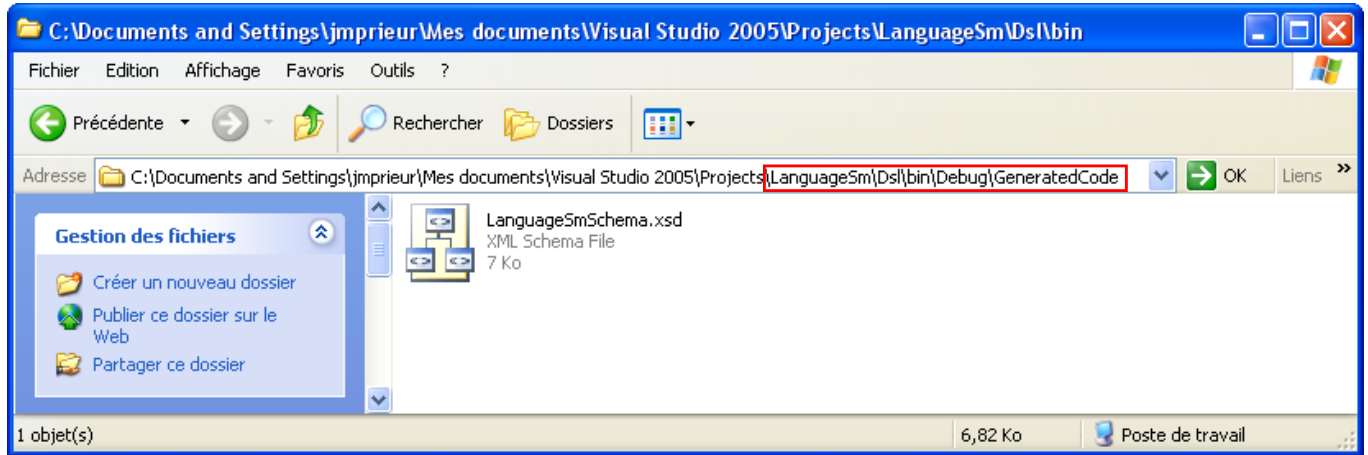 C:\Documents and Settings\jmprieur\Mes documents\Visual Studio 2005\Projects\LanguageSm\Dsl\bin
Fichier Edition Affichage Favoris Outils ?
Précédente Rechercher Dossiers
Adresse C:\Documents and Settings\jmprieur\Mes documents\Visual Studio 2005\Projects\LanguageSm\Dsl\bin\Debug\GeneratedCode OK Liens »
Gestion des fichiers
Créer un nouveau dossier
Publier ce dossier sur le
Web
Partager ce dossier
LanguageSmSchema.xsd
XML Schema File
7 Ko
1 objet(s) 6,82 Ko Poste de travail